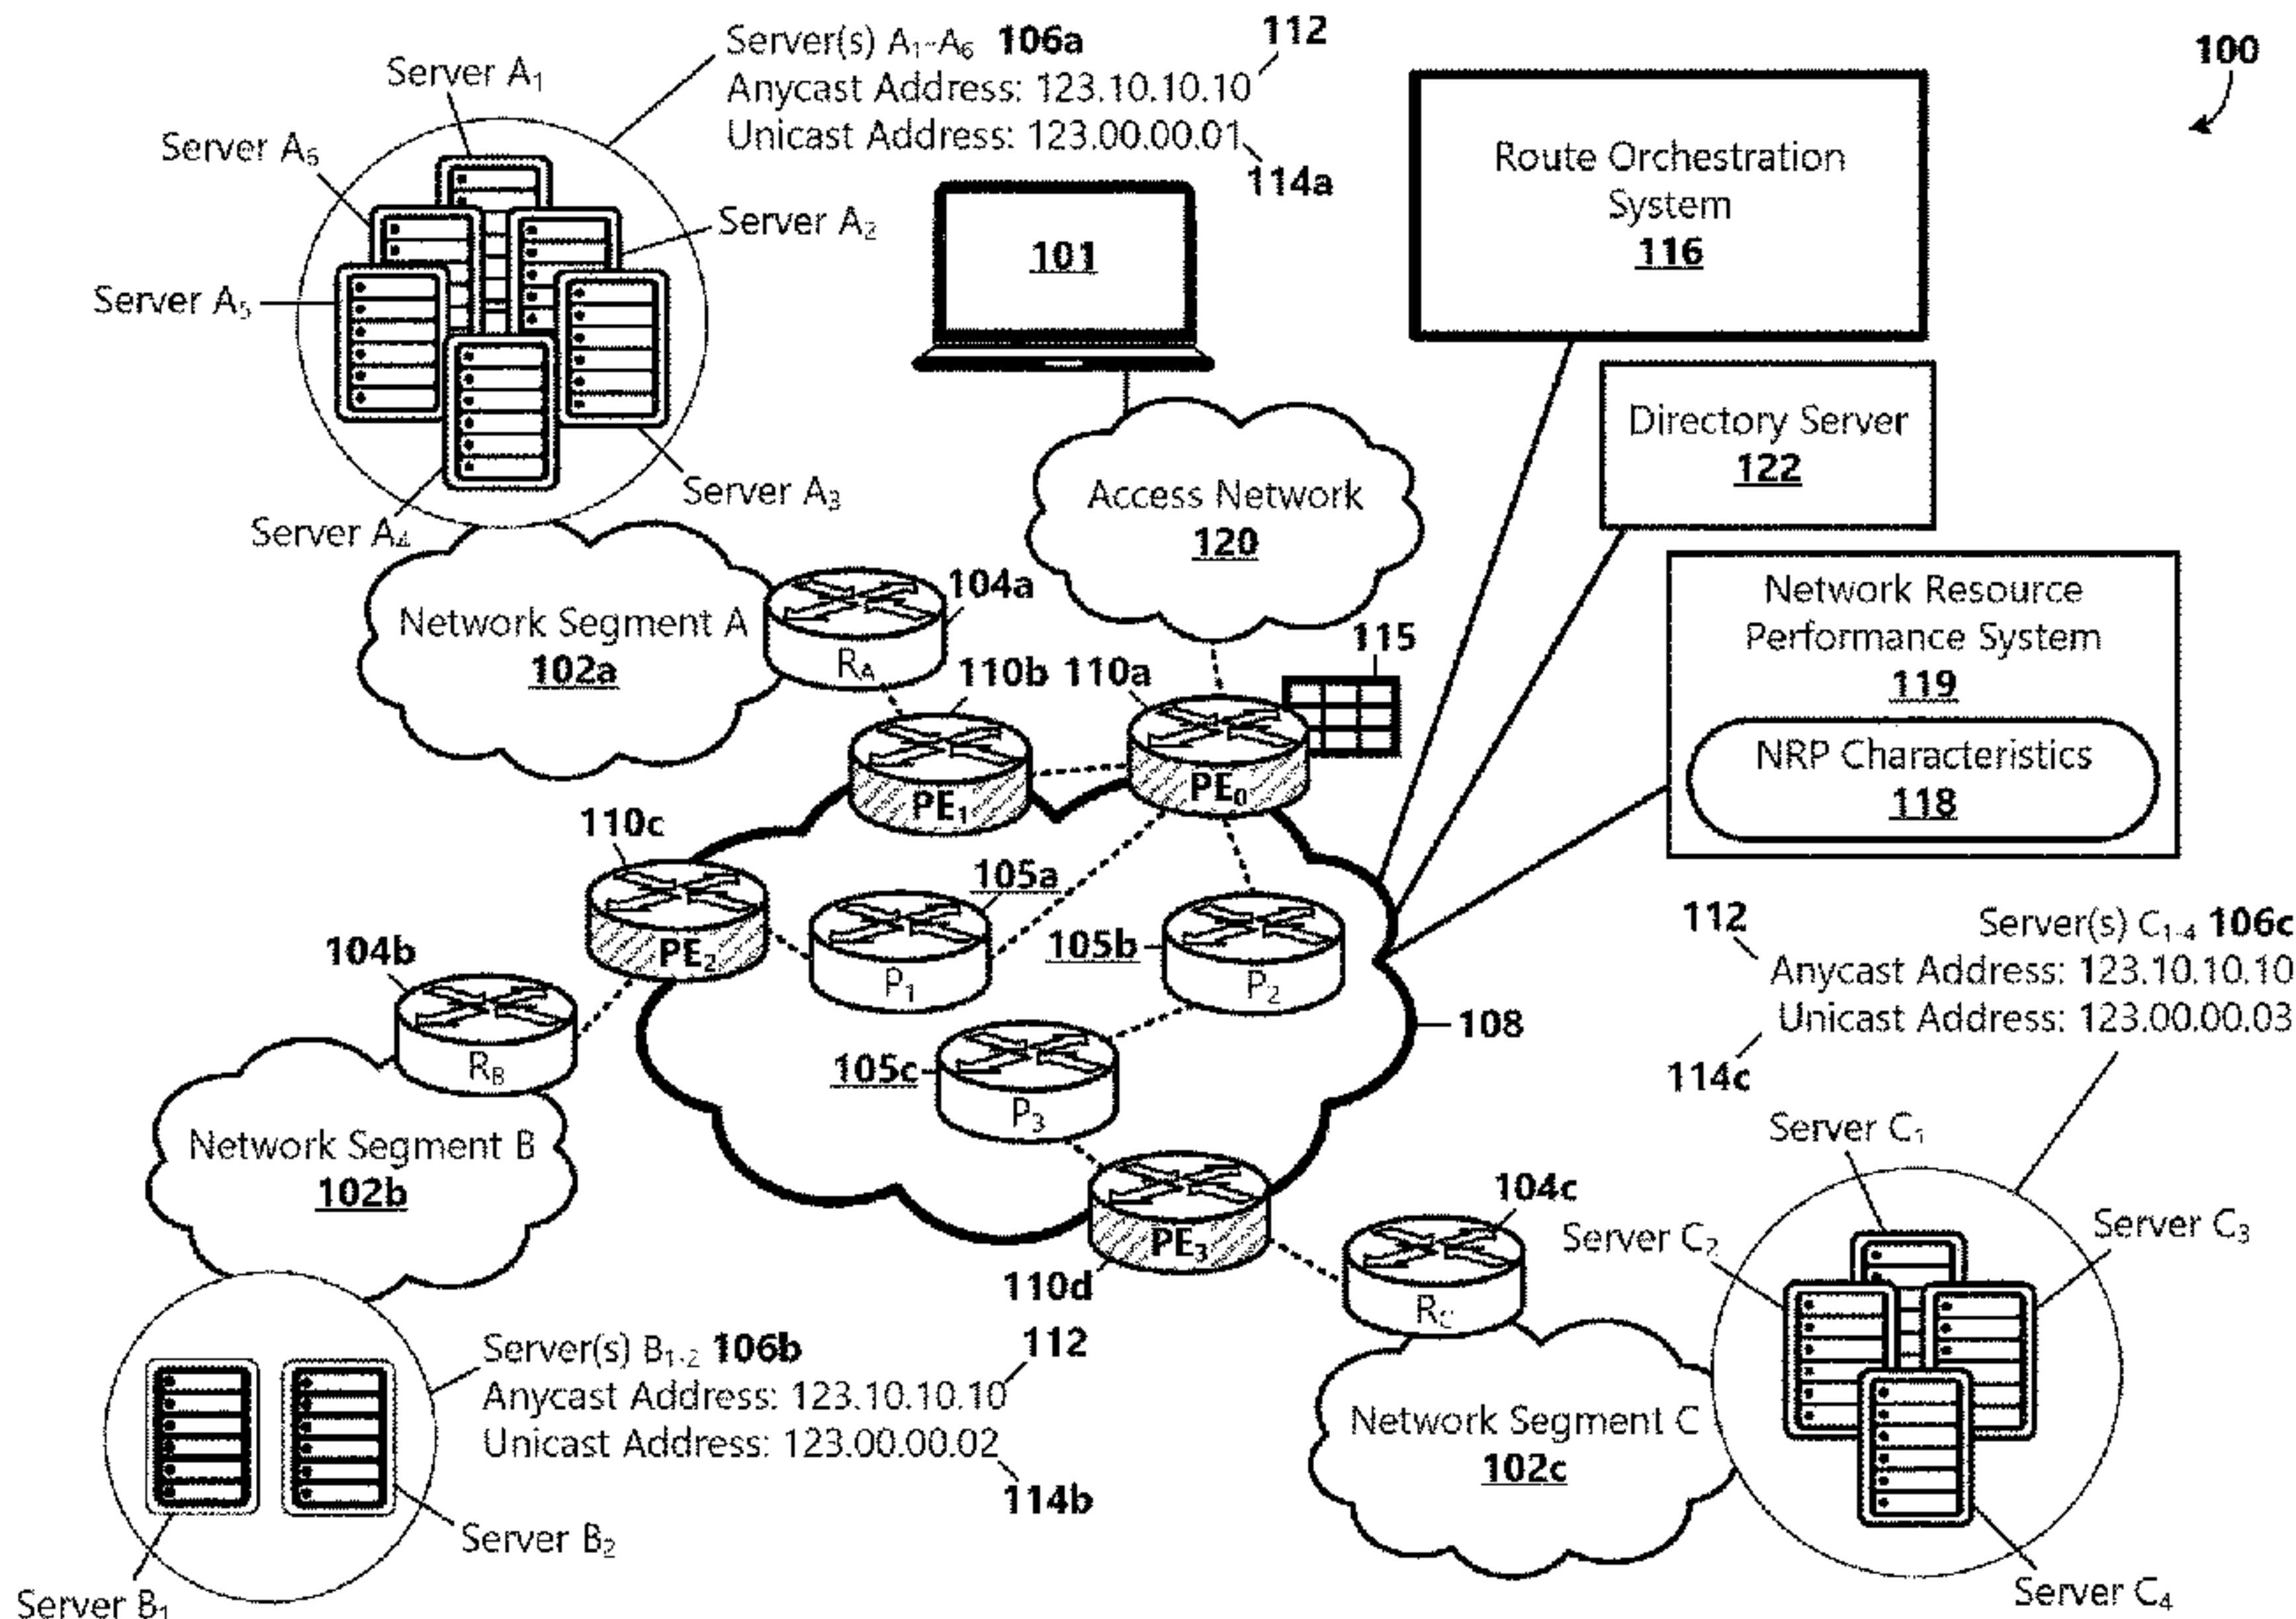 Server(s) A₁-A₆ 106a
112
Anycast Address: 123.10.10.10
Unicast Address: 123.00.00.01
114a
100
Server A₁
Server A₆
Server A₂
Server A₅
Server A₃
Server A₄
101
Route Orchestration
System
116
Directory Server
122
Access Network
120
Network Resource
Performance System
119
NRP Characteristics
118
Network Segment A
102a
104a
R_A
110b
110a
115
PE₁
PE₀
110c
PE₂
105a
P₁
105b
P₂
105c
P₃
108
104b
R_B
Network Segment B
102b
110d
PE₃
104c
R_C
112
Server(s) C₁₋₄ 106c
Anycast Address: 123.10.10.10
Unicast Address: 123.00.00.03
114c
Server C₁
Server C₂
Server C₃
Server C₄
Network Segment C
102c
Server(s) B₁₋₂ 106b
112
Anycast Address: 123.10.10.10
Unicast Address: 123.00.00.02
114b
Server B₂
Server B₁